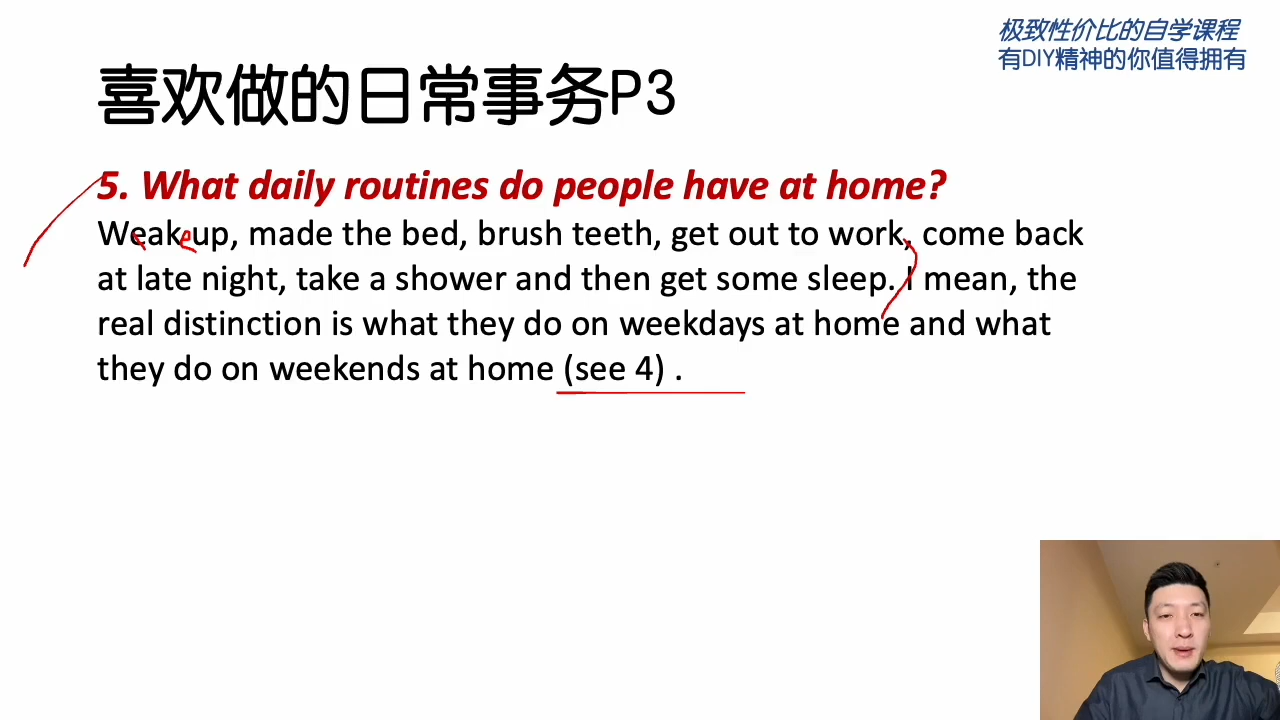 极致性价比的自学课程
有DIY精神的你值得拥有
喜欢做的日常事务P3
5. What daily routines do people have at home?
Weak up, made the bed, brush teeth, get out to work, come back
at late night, take a shower and then get some sleep. I mean, the
real distinction is what they do on weekdays at home and what
they do on weekends at home (see 4) .